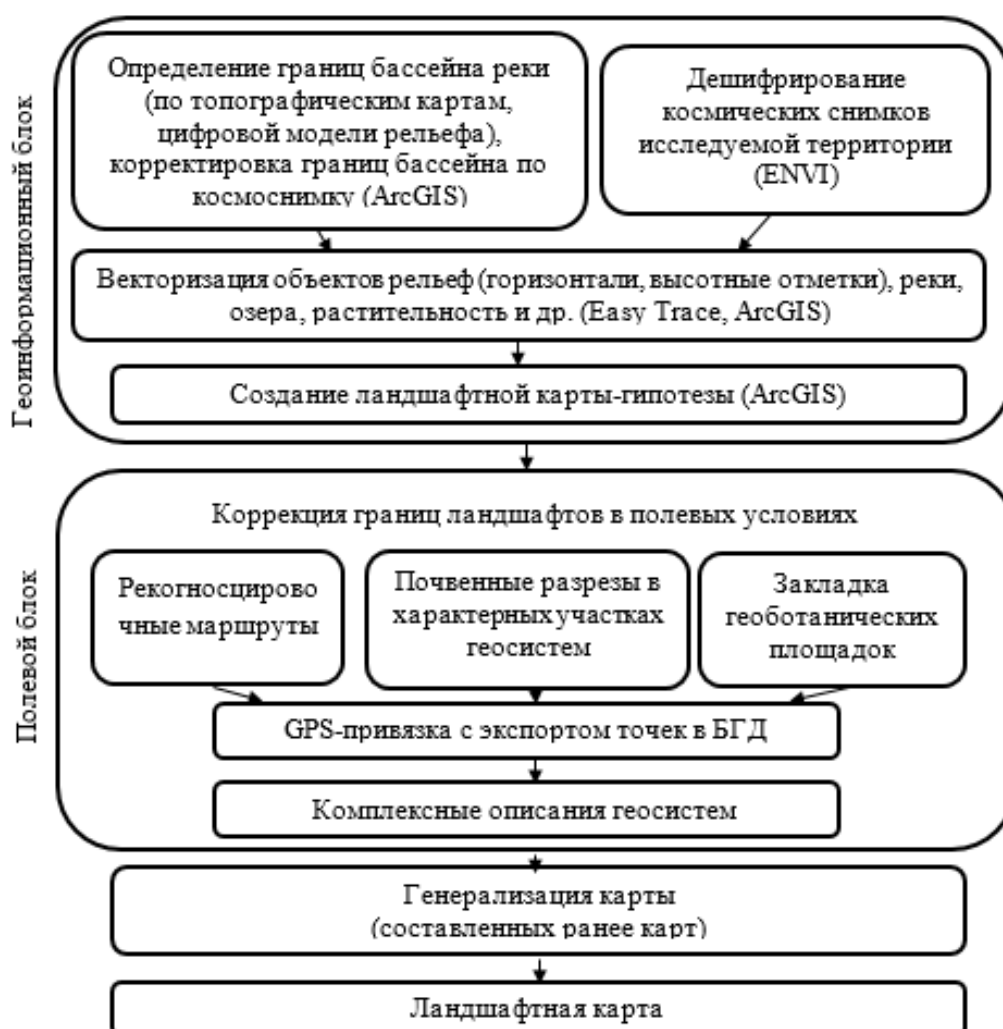 Геоинформационный блок
Определение границ бассейна реки
(по топографическим картам,
цифровой модели рельефа),
корректировка границ бассейна по
космоснимку (ArcGIS)
Дешифрирование
космических снимков
исследуемой территории
(ENVI)
Векторизация объектов рельеф (горизонтали, высотные отметки), реки,
озера, растительность и др. (Easy Trace, ArcGIS)
Создание ландшафтной карты-гипотезы (ArcGIS)
Полевой блок
Коррекция границ ландшафтов в полевых условиях
Рекогносцирово
чные маршруты
Почвенные разрезы в
характерных участках
геосистем
Закладка
геоботанических
площадок
GPS-привязка с экспортом точек в БГД
Комплексные описания геосистем
Генерализация карты
(составленных ранее карт)
Ландшафтная карта